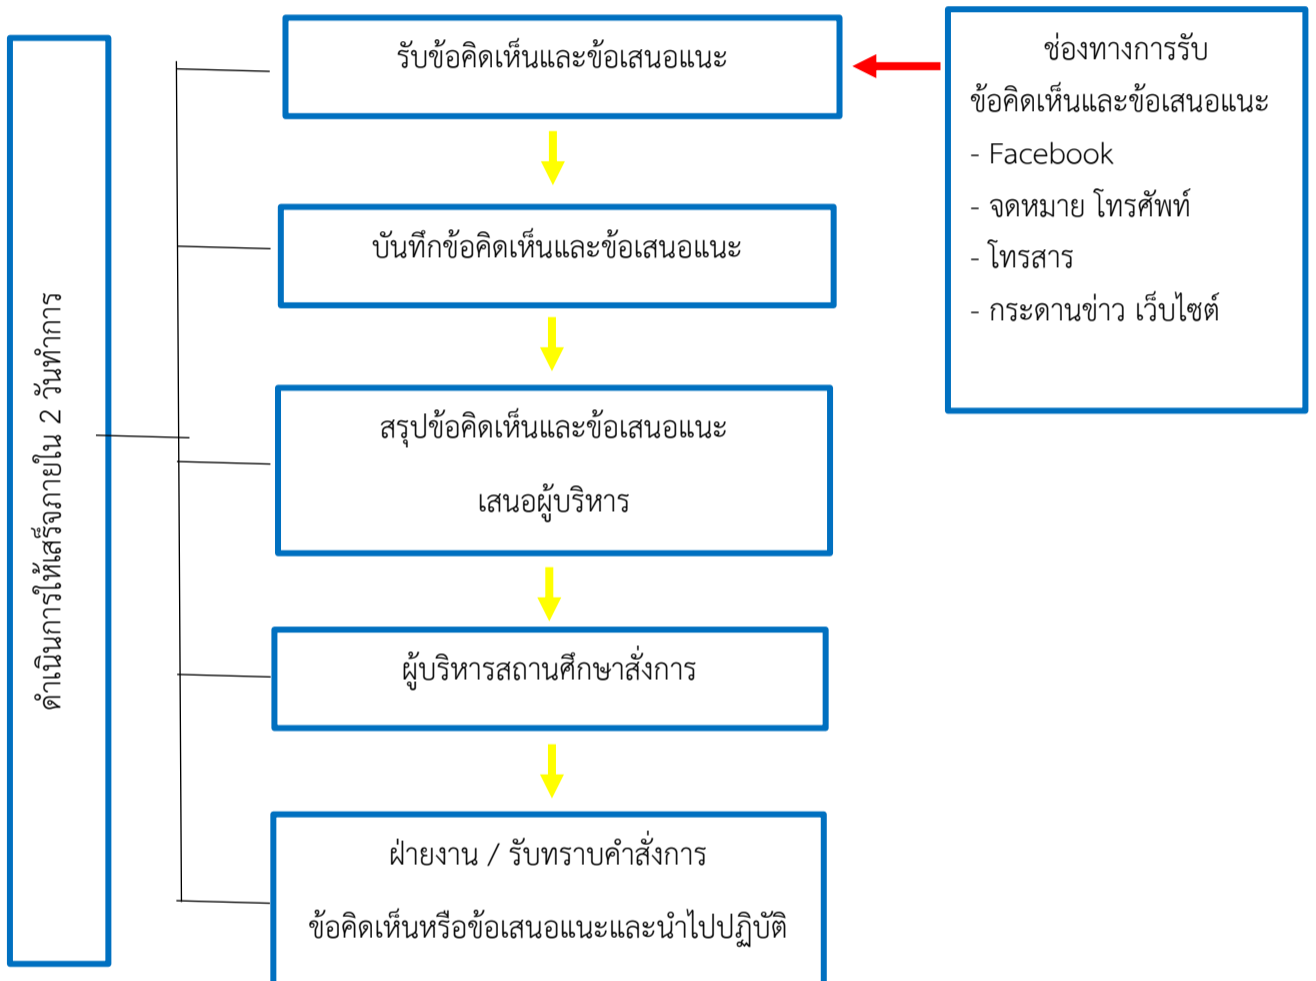 ดำเนินการให้เสร็จภายใน 2 วันทำการ
รับข้อคิดเห็นและข้อเสนอแนะ
บันทึกข้อคิดเห็นและข้อเสนอแนะ
สรุปข้อคิดเห็นและข้อเสนอแนะ
เสนอผู้บริหาร
ผู้บริหารสถานศึกษาสั่งการ
ฝ่ายงาน / รับทราบคำสั่งการ
ข้อคิดเห็นหรือข้อเสนอแนะและนำไปปฏิบัติ
ช่องทางการรับ
ข้อคิดเห็นและข้อเสนอแนะ
- Facebook
- จดหมาย โทรศัพท์
- โทรสาร
- กระดานข่าว เว็บไซต์